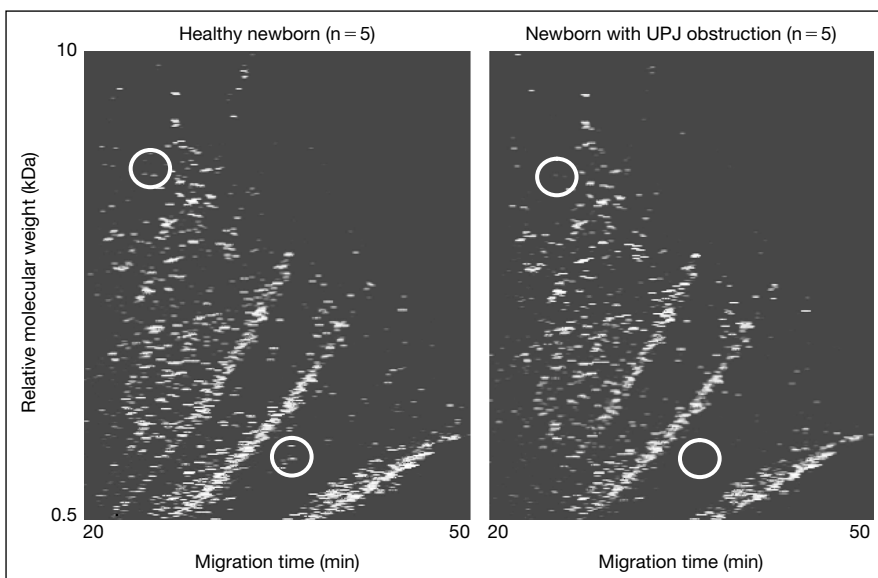 Healthy newborn (n = 5)
Newborn with UPJ obstruction (n = 5)
10
Relative molecular weight (kDa)
0.5
20
50
20
50
Migration time (min)
Migration time (min)